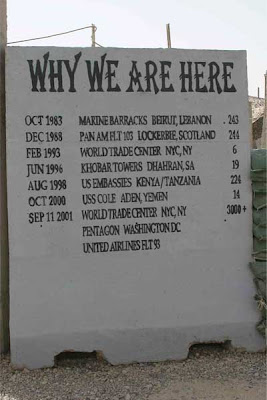 WHY WE ARE HERE
OCT 1983 MARINE BARRACKS BEIRUT, LEBANON . 243
DEC 1988 PAN AM FLT 103 LOCKERBIE, SCOTLAND 244
FEB 1993 WORLD TRADE CENTER NYC, NY 6
JUN 1996 KHOBAR TOWERS DHAHRAN, SA 19
AUG 1998 US EMBASSIES KENYA/TANZANIA 224
OCT 2000 USS COLE ADEN, YEMEN 14
SEP 11 2001 WORLD TRADE CENTER NYC, NY 3000 +
PENTAGON WASHINGTON DC
UNITED AIRLINES FLT 93